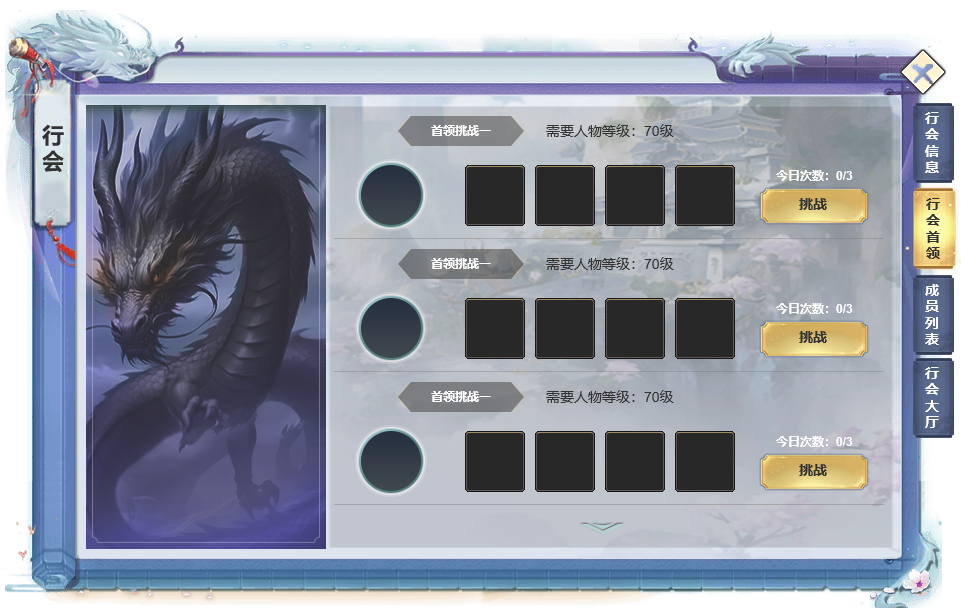 行会
首领挑战一
需要人物等级：70级
今日次数：0/3
挑战
首领挑战一
需要人物等级：70级
今日次数：0/3
挑战
首领挑战一
需要人物等级：70级
今日次数：0/3
挑战
行会信息
行会首领
成员列表
行会大厅